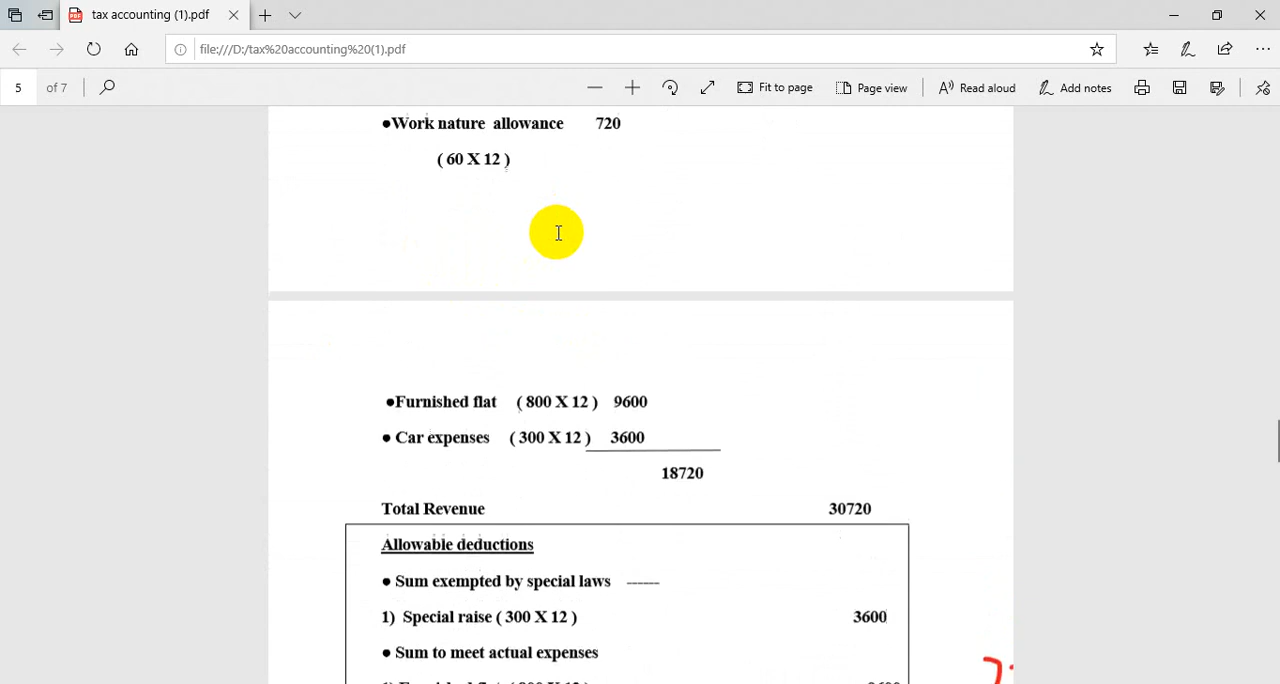 tax accounting (1).pdf
file:///D:/tax%20accounting%20(1).pdf
5 of 7 Fit to page Page view Read aloud Add notes
●Work nature allowance 720
( 60 X 12 )
●Furnished flat ( 800 X 12 ) 9600
● Car expenses ( 300 X 12 ) 3600
18720
Total Revenue 30720
Allowable deductions
● Sum exempted by special laws ------
1) Special raise ( 300 X 12 ) 3600
● Sum to meet actual expenses